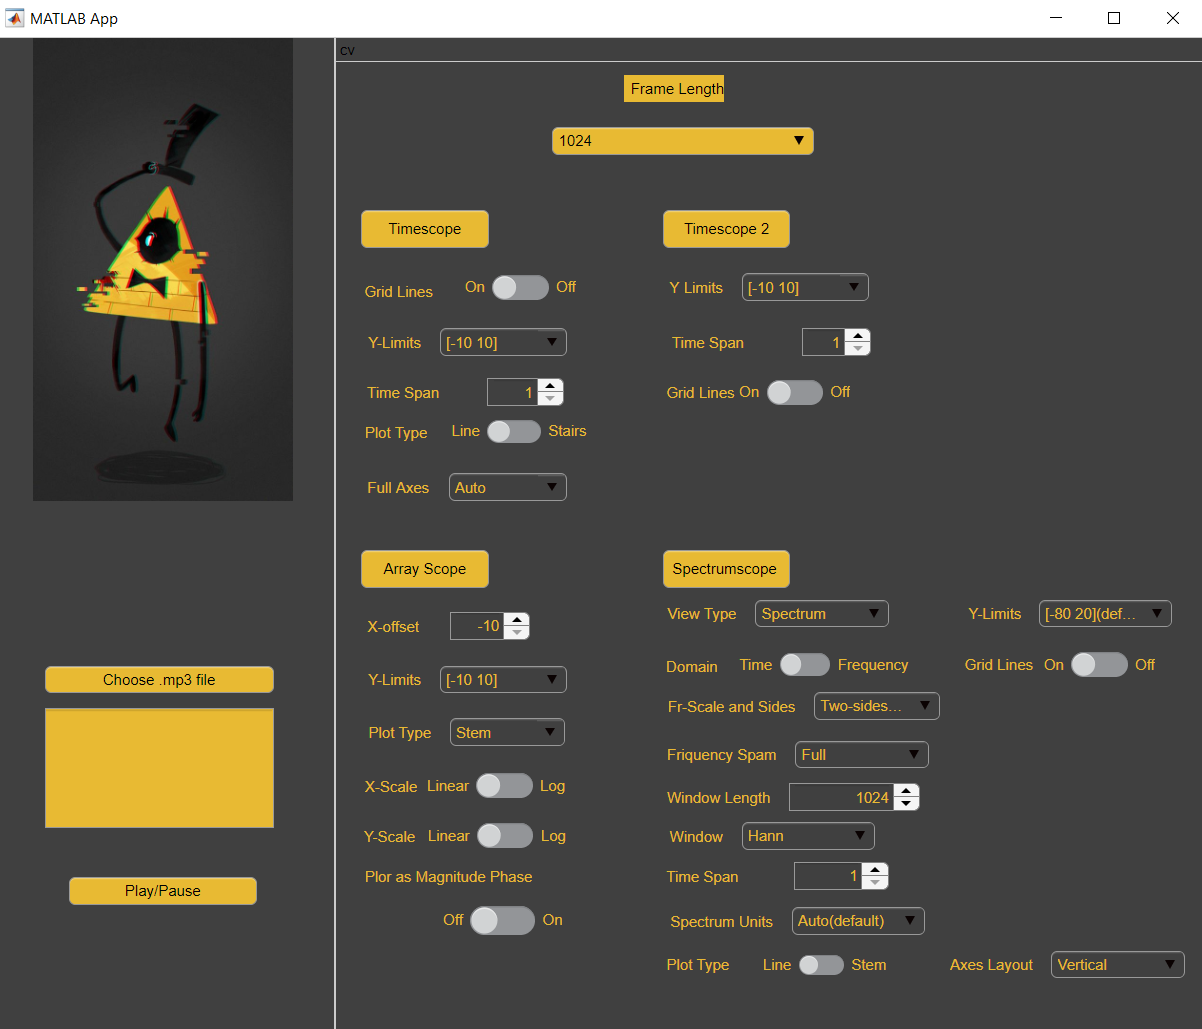 MATLAB App
cv
Frame Length
1024
Timescope
Grid Lines On Off
Y-Limits [-10 10]
Time Span 1
Plot Type Line Stairs
Full Axes Auto
Timescope 2
Y Limits [-10 10]
Time Span 1
Grid Lines On Off
Array Scope
X-offset -10
Y-Limits [-10 10]
Plot Type Stem
X-Scale Linear Log
Y-Scale Linear Log
Plor as Magnitude Phase
Off On
Spectrumscope
View Type Spectrum Y-Limits [-80 20](def...
Domain Time Frequency Grid Lines On Off
Fr-Scale and Sides Two-sides...
Friquency Spam Full
Window Length 1024
Window Hann
Time Span 1
Spectrum Units Auto(default)
Plot Type Line Stem Axes Layout Vertical
Choose .mp3 file
Play/Pause